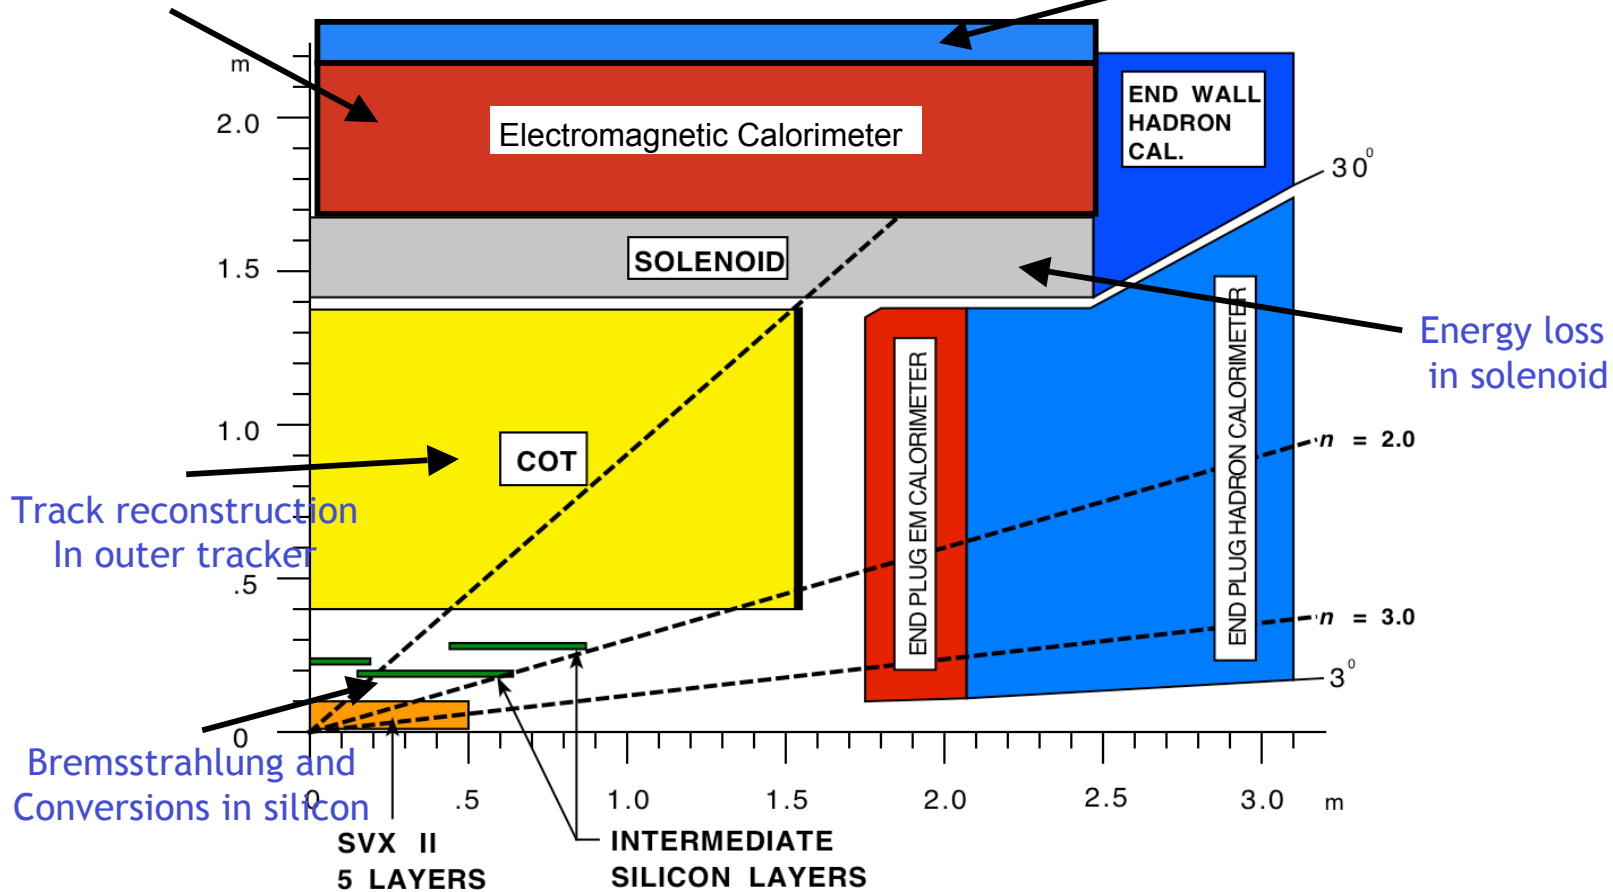 m
2.0
Electromagnetic Calorimeter
END WALL
HADRON
CAL.
30⁰
1.5
SOLENOID
Energy loss
in solenoid
1.0
COT
END PLUG EM CALORIMETER
END PLUG HADRON CALORIMETER
n = 2.0
Track reconstruction
In outer tracker
.5
n = 3.0
3⁰
0
Bremsstrahlung and
Conversions in silicon
0 .5 1.0 1.5 2.0 2.5 3.0 m
SVX II
5 LAYERS
INTERMEDIATE
SILICON LAYERS